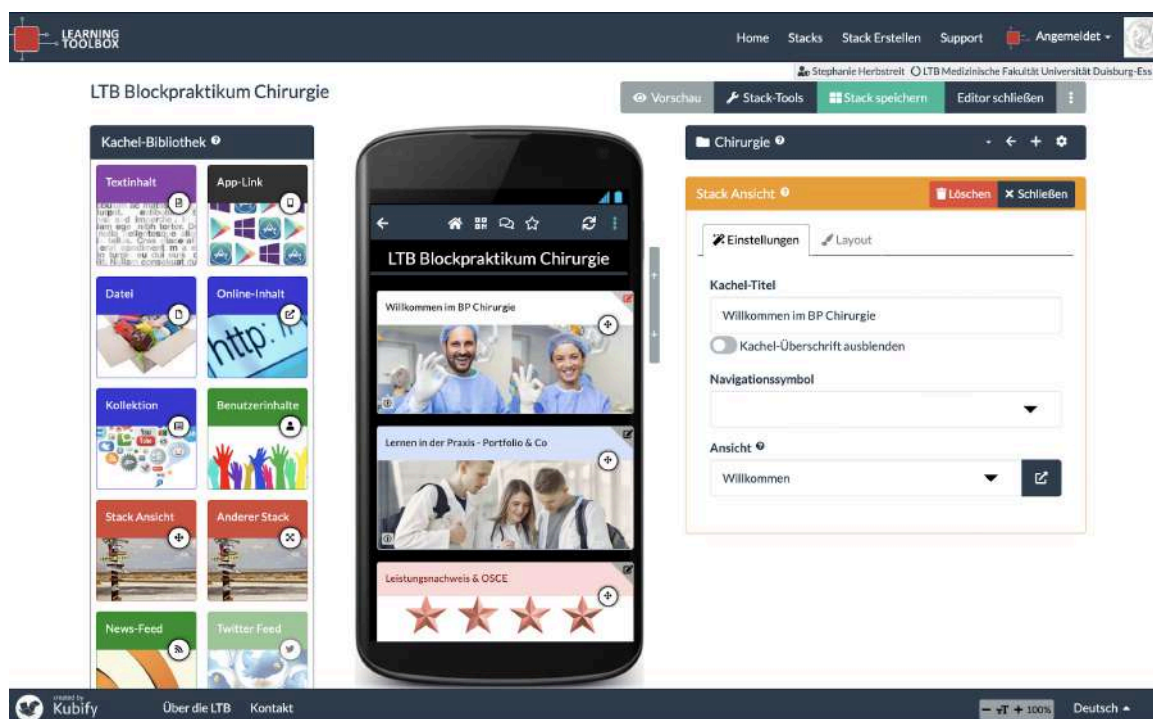 LEARNING
TOOLBOX
Home Stacks Stack Erstellen Support Angemeldet
Stephanie Herbstreit LTB Medizinische Fakultät Universität Duisburg-Ess
LTB Blockpraktikum Chirurgie
Vorschau Stack-Tools Stack speichern Editor schließen
Kachel-Bibliothek
Textinhalt
App-Link
Datei
Online-Inhalt
http:
Kollektion
Benutzerinhalte
Stack Ansicht
Anderer Stack
News-Feed
Twitter Feed
LTB Blockpraktikum Chirurgie
Willkommen im BP Chirurgie
Lernen in der Praxis - Portfolio & Co
Leistungsnachweis & OSCE
Chirurgie
Stack Ansicht Löschen Schließen
Einstellungen Layout
Kachel-Titel
Willkommen im BP Chirurgie
Kachel-Überschrift ausblenden
Navigationssymbol
Ansicht
Willkommen
created by
Kubify
Über die LTB Kontakt
- TT + 100% Deutsch